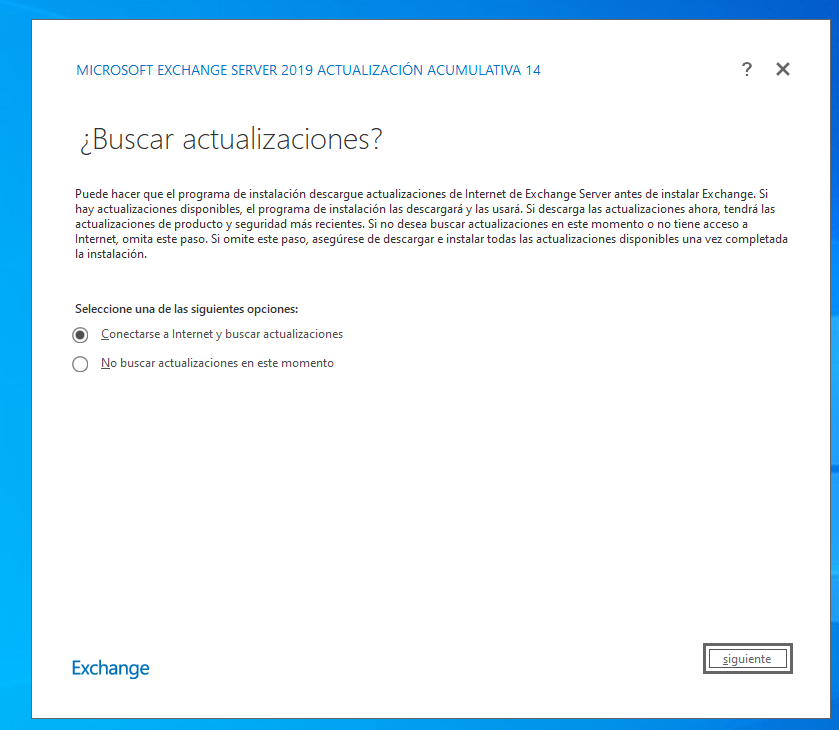 MICROSOFT EXCHANGE SERVER 2019 ACTUALIZACIÓN ACUMULATIVA 14
?
¿Buscar actualizaciones?
Puede hacer que el programa de instalación descargue actualizaciones de Internet de Exchange Server antes de instalar Exchange. Si
hay actualizaciones disponibles, el programa de instalación las descargará y las usará. Si descarga las actualizaciones ahora, tendrá las
actualizaciones de producto y seguridad más recientes. Si no desea buscar actualizaciones en este momento o no tiene acceso a
Internet, omita este paso. Si omite este paso, asegúrese de descargar e instalar todas las actualizaciones disponibles una vez completada
la instalación.
Seleccione una de las siguientes opciones:
Conectarse a Internet y buscar actualizaciones
No buscar actualizaciones en este momento
Exchange
siguiente